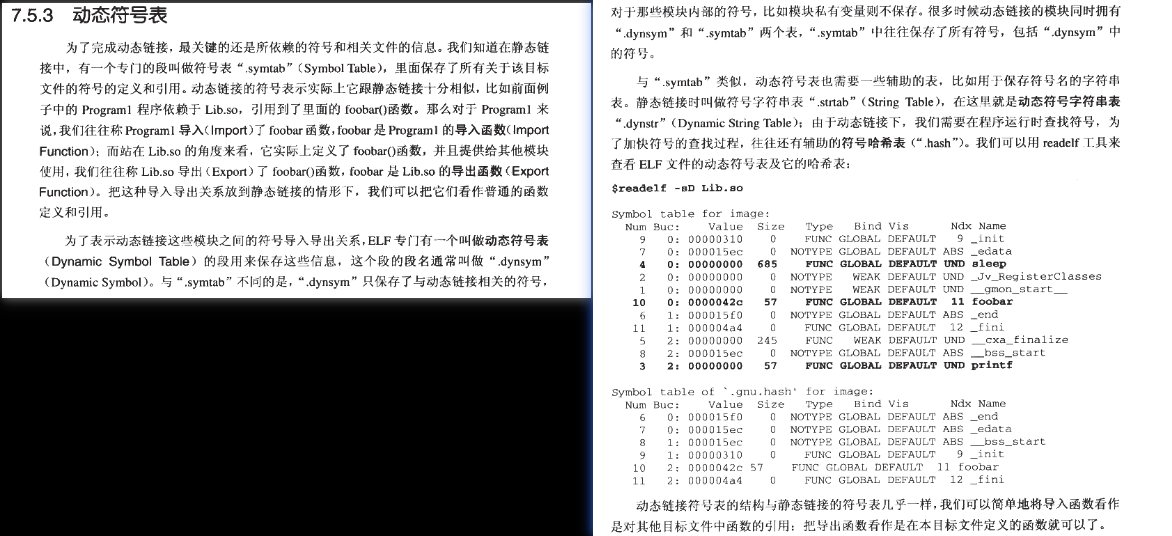 7.5.3 动态符号表
为了完成动态链接，最关键的还是所依赖的符号和相关文件的信息。我们知道在静态链
接中，有一个专门的段叫做符号表“.symtab”（Symbol Table），里面保存了所有关于该目标
文件的符号的定义和引用。动态链接的符号表示实际上它跟静态链接十分相似，比如前面例
子中的 Program1 程序依赖于 Lib.so，引用到了里面的 foobar()函数。那么对于 Program1 来
说，我们往往称 Program1 导入（Import）了 foobar 函数，foobar 是 Program1 的导入函数（Import
Function）；而站在 Lib.so 的角度来看，它实际上定义了 foobar()函数，并且提供给其他模块
使用，我们往往称 Lib.so 导出（Export）了 foobar()函数，foobar 是 Lib.so 的导出函数（Export
Function）。把这种导入导出关系放到静态链接的情形下，我们可以把它们看作普通的函数
定义和引用。
为了表示动态链接这些模块之间的符号导入导出关系，ELF 专门有一个叫做动态符号表
（Dynamic Symbol Table）的段用来保存这些信息，这个段的段名通常叫做“.dynsym”
（Dynamic Symbol）。与“.symtab”不同的是，“.dynsym”只保存了与动态链接相关的符号，
对于那些模块内部的符号，比如模块私有变量则不保存。很多时候动态链接的模块同时拥有
“.dynsym”和“.symtab”两个表，“.symtab”中往往保存了所有符号，包括“.dynsym”中
的符号。
与“.symtab”类似，动态符号表也需要一些辅助的表，比如用于保存符号名的字符串
表。静态链接时叫做符号字符串表“.strtab”（String Table），在这里就是动态符号字符串表
“.dynstr”（Dynamic String Table）；由于动态链接下，我们需要在程序运行时查找符号，为
了加快符号的查找过程，往往还有辅助的符号哈希表（“.hash”）。我们可以用 readelf 工具来
查看 ELF 文件的动态符号表及它的哈希表：
$readelf -sD Lib.so
Symbol table for image:
Num Buc: Value Size Type Bind Vis Ndx Name
9 0: 00000310 0 FUNC GLOBAL DEFAULT 9 _init
7 0: 000015ec 0 NOTYPE GLOBAL DEFAULT ABS _edata
4 0: 00000000 685 FUNC GLOBAL DEFAULT UND sleep
2 0: 00000000 0 NOTYPE WEAK DEFAULT UND _Jv_RegisterClasses
1 0: 00000000 0 NOTYPE WEAK DEFAULT UND __gmon_start__
10 0: 0000042c 57 FUNC GLOBAL DEFAULT 11 foobar
6 1: 000015f0 0 NOTYPE GLOBAL DEFAULT ABS _end
11 1: 000004a4 0 FUNC GLOBAL DEFAULT 12 _fini
5 2: 00000000 245 FUNC WEAK DEFAULT UND __cxa_finalize
8 2: 000015ec 0 NOTYPE GLOBAL DEFAULT ABS __bss_start
3 2: 00000000 57 FUNC GLOBAL DEFAULT UND printf
Symbol table of `.gnu.hash' for image:
Num Buc: Value Size Type Bind Vis Ndx Name
6 0: 000015f0 0 NOTYPE GLOBAL DEFAULT ABS _end
7 0: 000015ec 0 NOTYPE GLOBAL DEFAULT ABS _edata
8 1: 000015ec 0 NOTYPE GLOBAL DEFAULT ABS __bss_start
9 1: 00000310 0 FUNC GLOBAL DEFAULT 9 _init
10 2: 0000042c 57 FUNC GLOBAL DEFAULT 11 foobar
11 2: 000004a4 0 FUNC GLOBAL DEFAULT 12 _fini
动态链接符号表的结构与静态链接的符号表几乎一样，我们可以简单地将导入函数看作
是对其他目标文件中函数的引用；把导出函数看作是在本目标文件定义的函数就可以了。